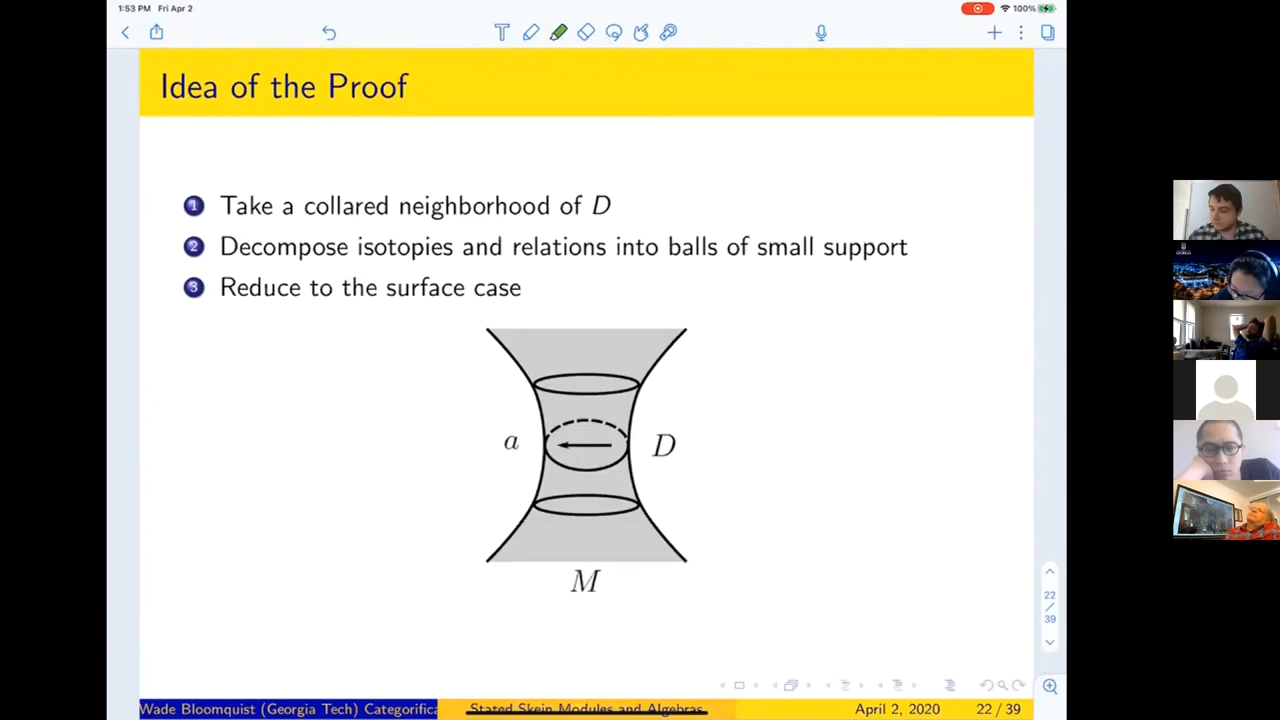 1:53 PM Fri Apr 2
100%
Idea of the Proof
1 Take a collared neighborhood of D
2 Decompose isotopies and relations into balls of small support
3 Reduce to the surface case
a
D
M
22
/
39
Wade Bloomquist (Georgia Tech) Categorifica
Stated Skein Modules and Algebras
April 2, 2020
22 / 39